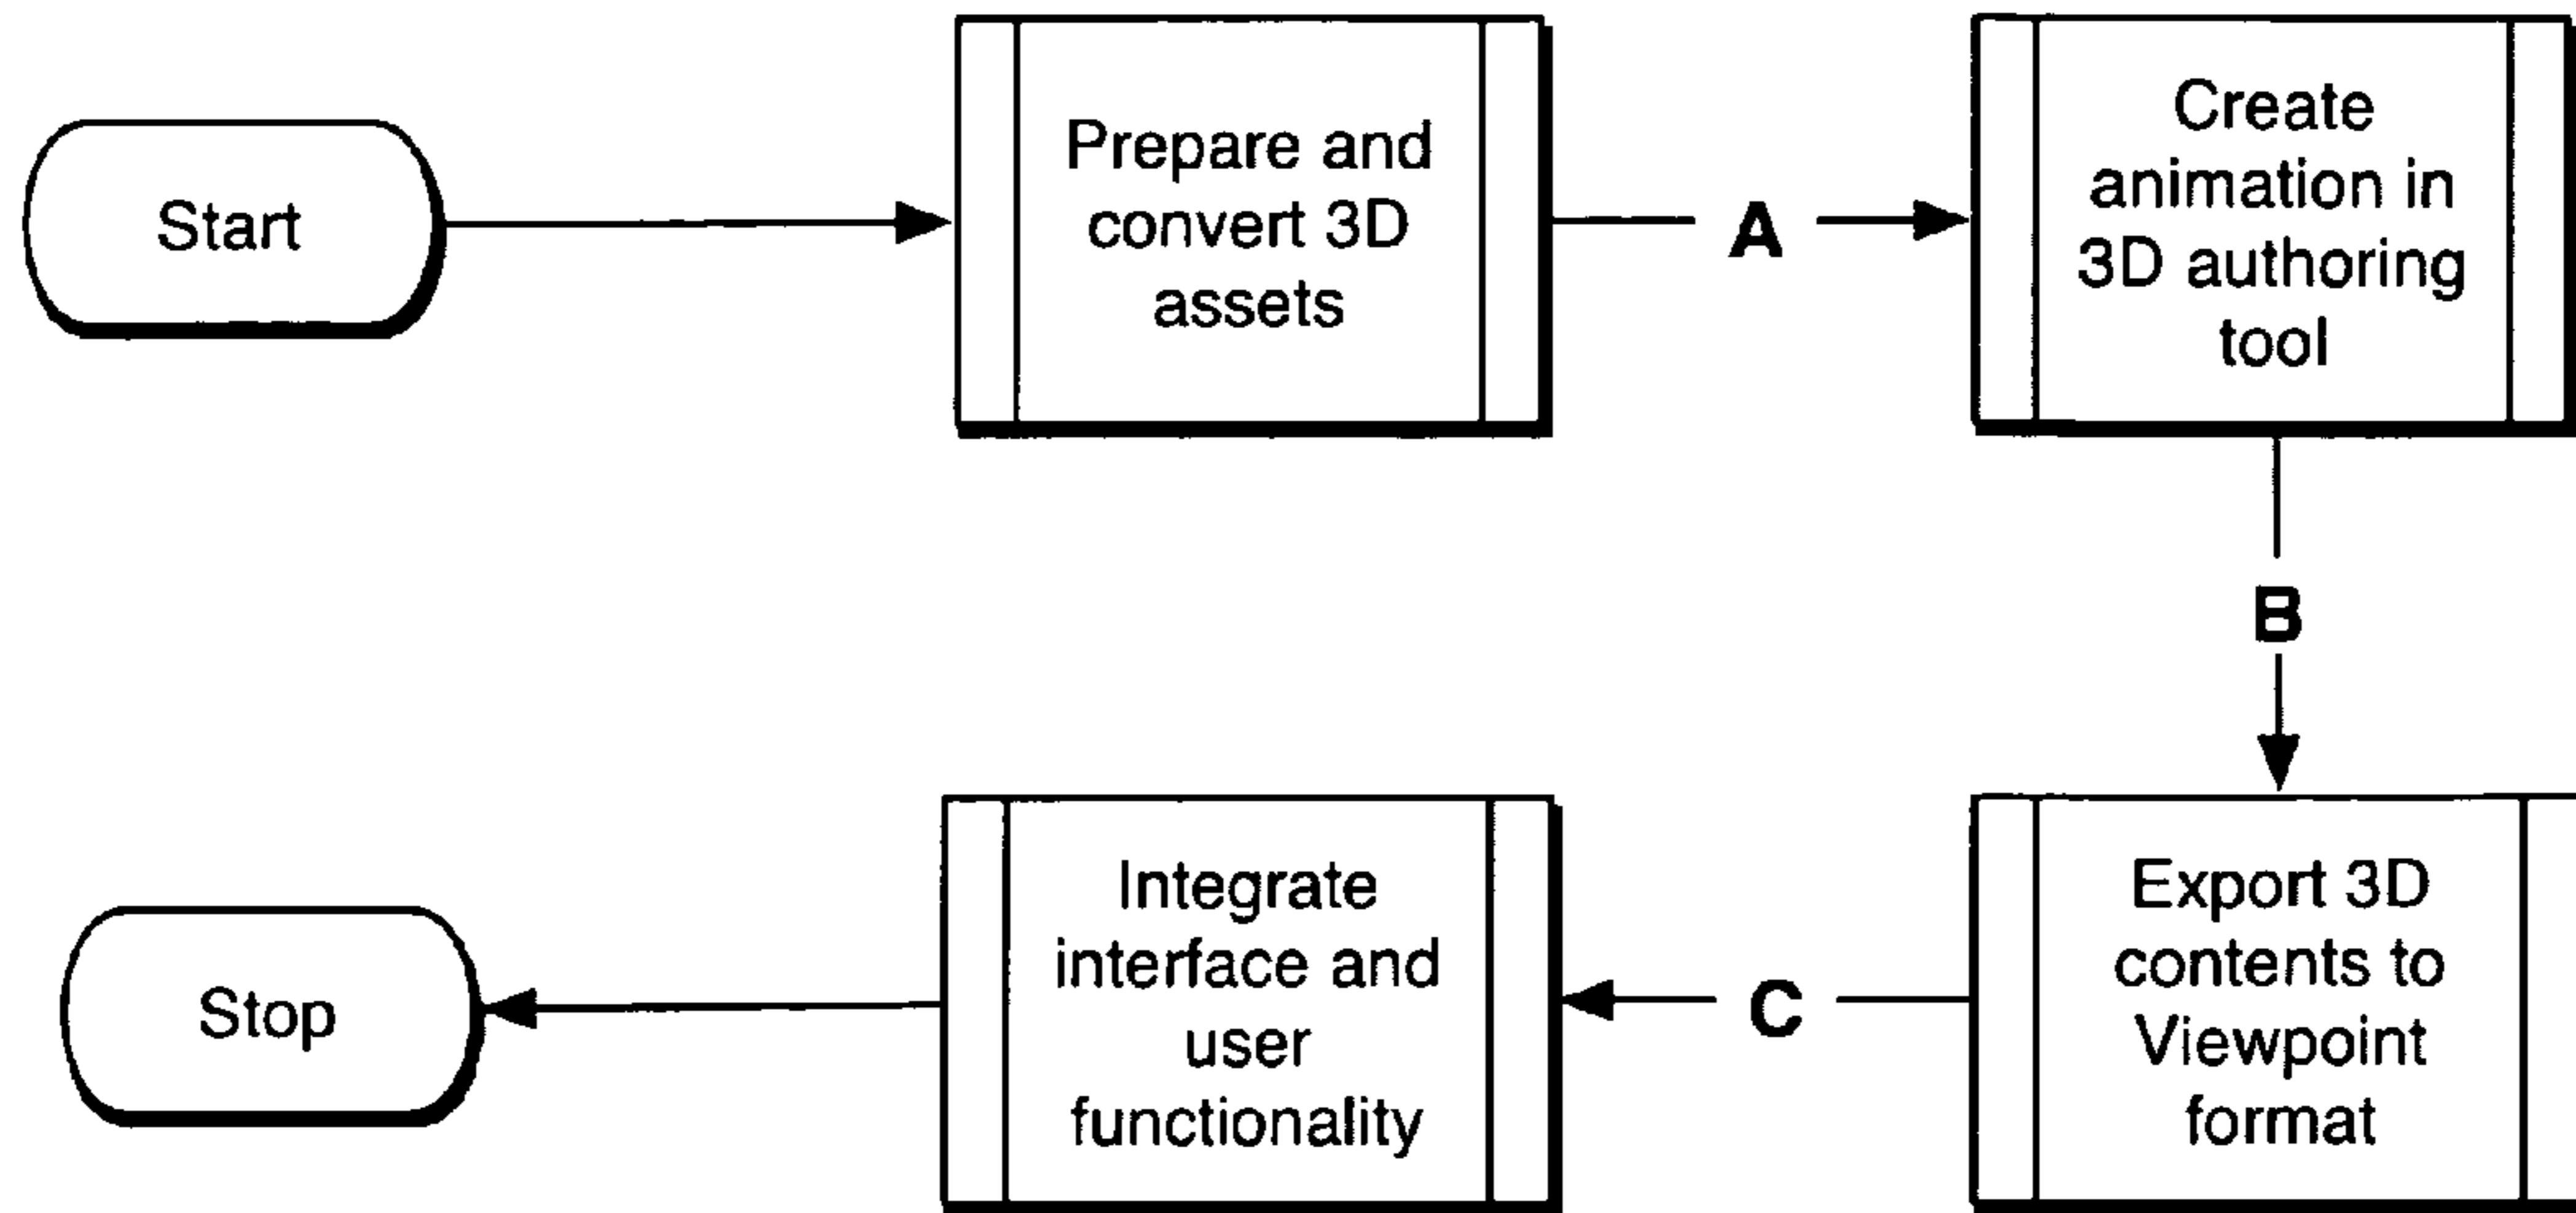 Start
Prepare and
convert 3D
assets
A
Create
animation in
3D authoring
tool
B
Export 3D
contents to
Viewpoint
format
C
Integrate
interface and
user
functionality
Stop